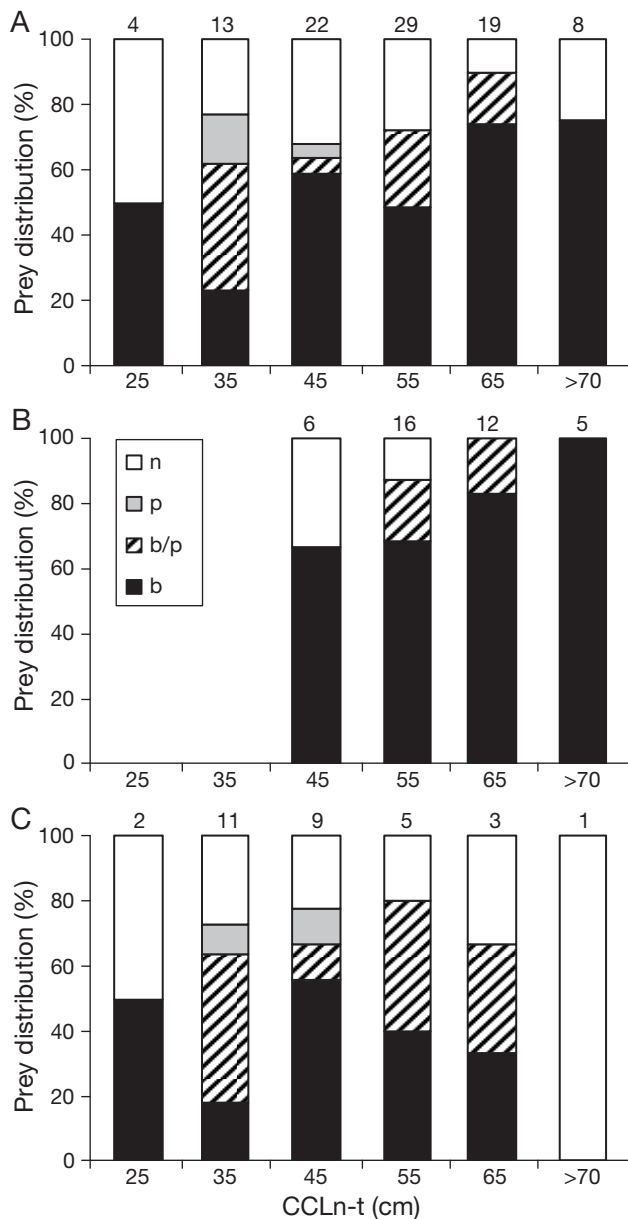 A
4 13 22 29 19 8
100
80
60
40
20
0
Prey distribution (%)
25 35 45 55 65 >70
B
6 16 12 5
100
80
60
40
20
0
Prey distribution (%)
n
p
b/p
b
25 35 45 55 65 >70
C
2 11 9 5 3 1
100
80
60
40
20
0
Prey distribution (%)
25 35 45 55 65 >70
CCLn-t (cm)